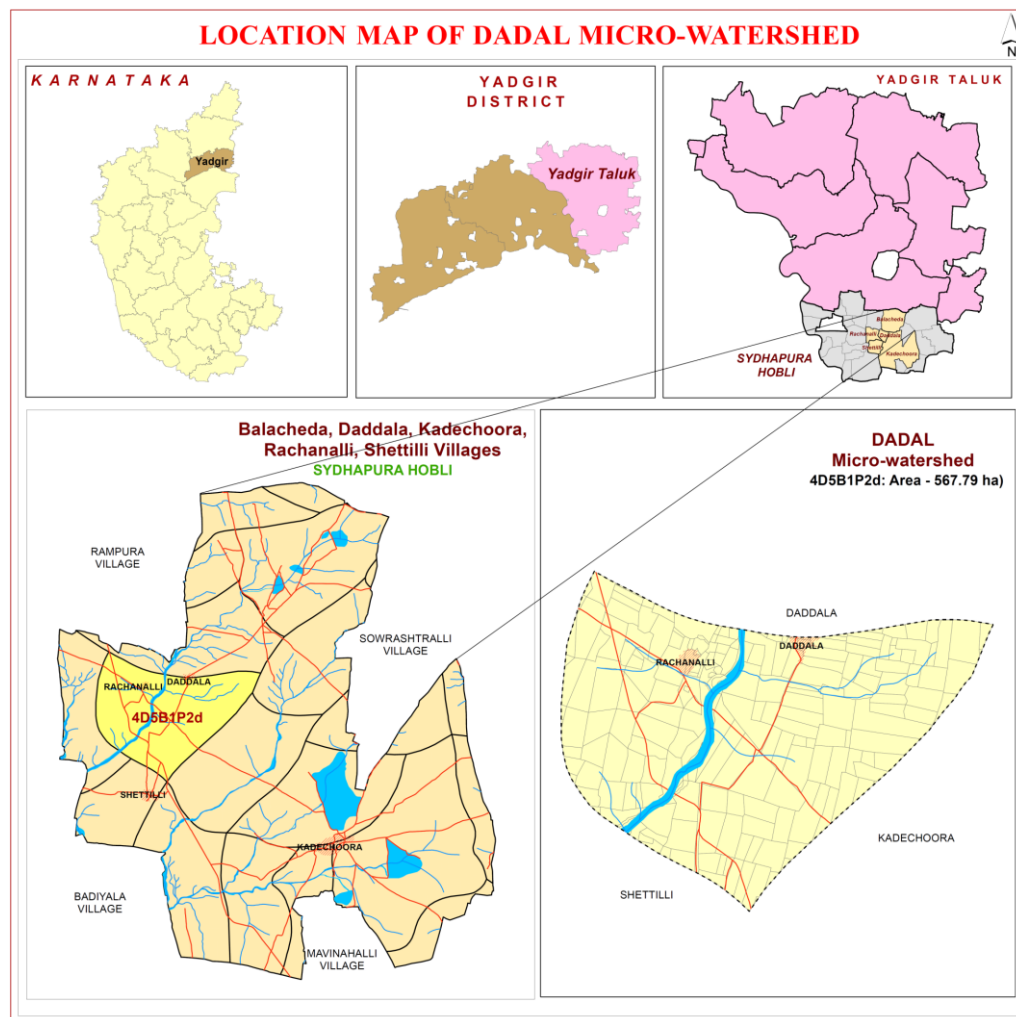 LOCATION MAP OF DADAL MICRO-WATERSHED
N
KARNATAKA
Yadgir
YADGIR
DISTRICT
Yadgir Taluk
YADGIR TALUK
Balacheda
Rachanalli
Daddala
Shettilli
Kadechoora
SYDHAPURA
HOBLI
Balacheda, Daddala, Kadechoora,
Rachanalli, Shettilli Villages
SYDHAPURA HOBLI
RAMPURA
VILLAGE
SOWRASHTRALLI
VILLAGE
DADDALA
RACHANALLI
4D5B1P2d
SHETTILLI
KADECHOORA
BADIYALA
VILLAGE
MAVINAHALLI
VILLAGE
DADAL
Micro-watershed
4D5B1P2d: Area - 567.79 ha)
DADDALA
DADDALA
RACHANALLI
KADECHOORA
SHETTILLI